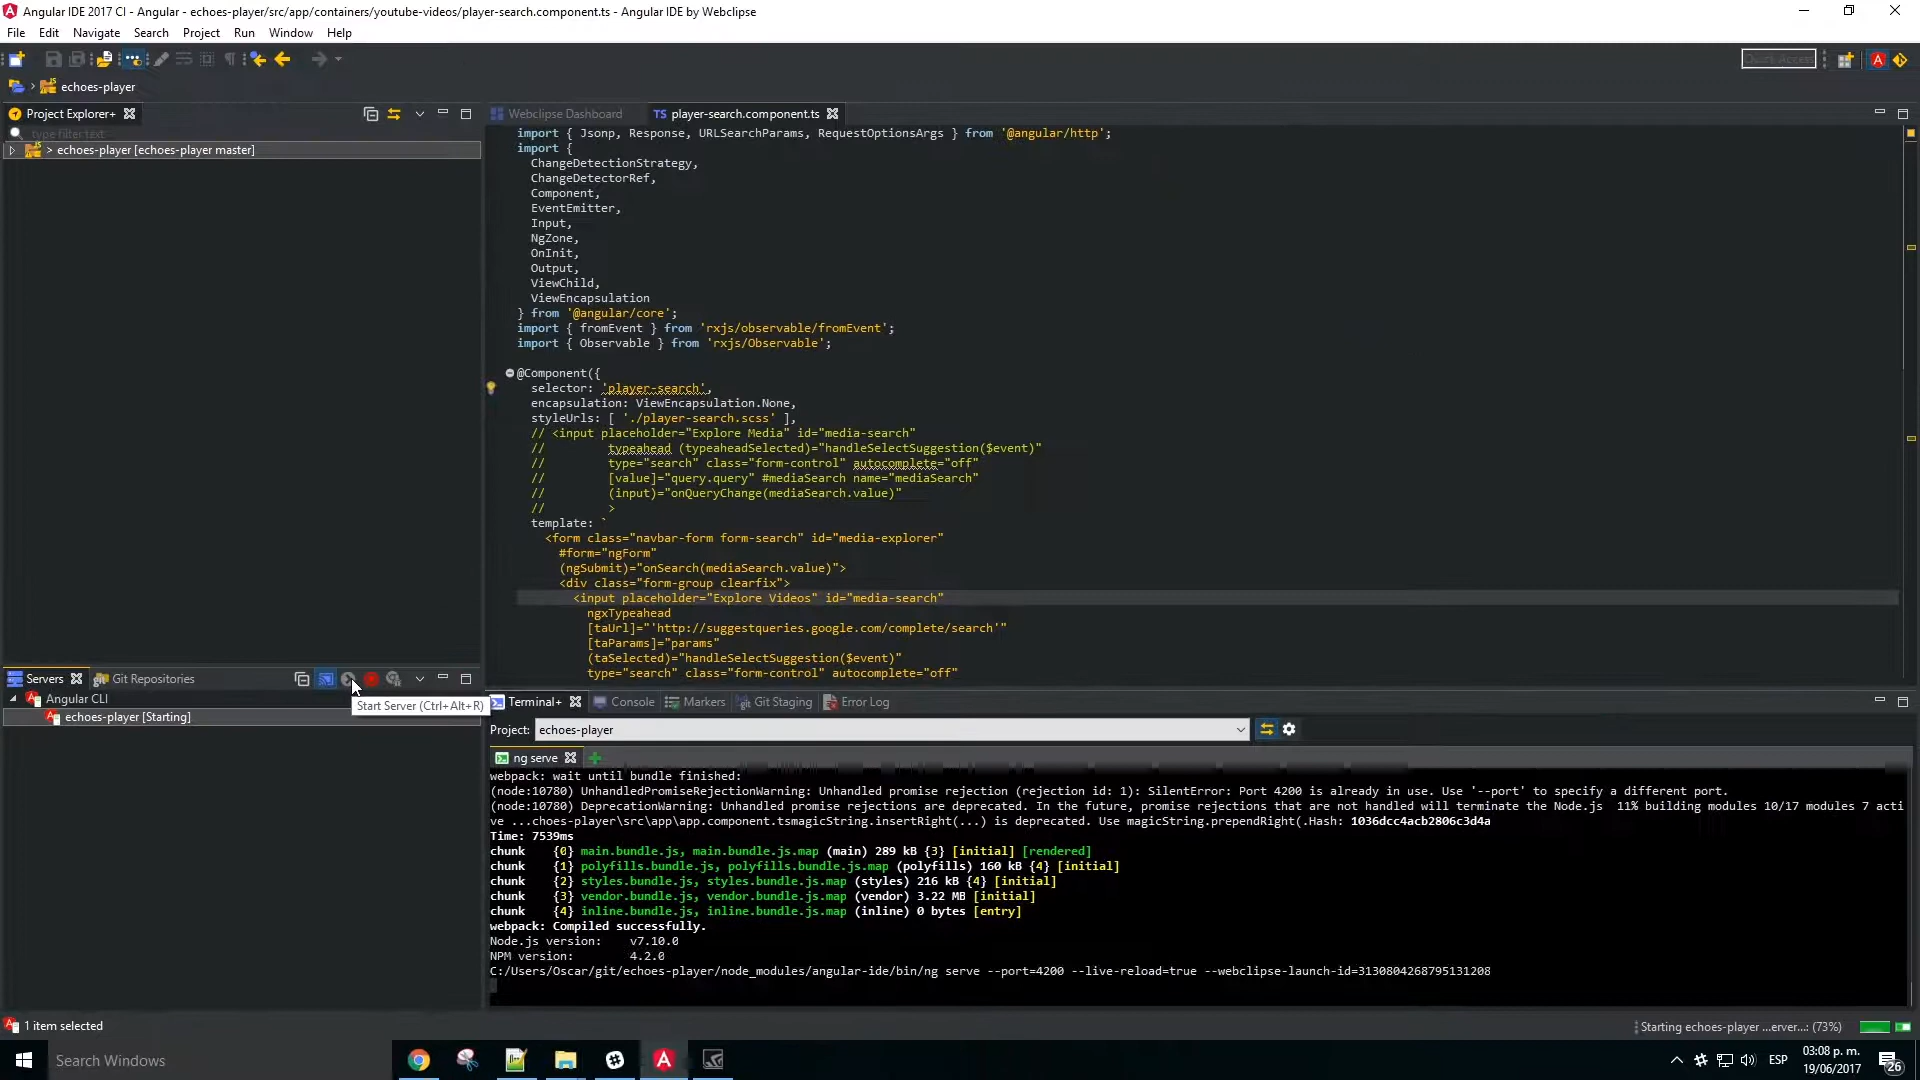 Angular IDE 2017 CI - Angular - echoes-player/src/app/containers/youtube-videos/player-search.component.ts - Angular IDE by Webclipse
File Edit Navigate Search Project Run Window Help
Quick Access
echoes-player
Project Explorer+
type filter text
> echoes-player [echoes-player master]
Webclipse Dashboard
TS player-search.component.ts
import { Jsonp, Response, URLSearchParams, RequestOptionsArgs } from '@angular/http';
import {
ChangeDetectionStrategy,
ChangeDetectorRef,
Component,
EventEmitter,
Input,
NgZone,
OnInit,
Output,
ViewChild,
ViewEncapsulation
} from '@angular/core';
import { fromEvent } from 'rxjs/observable/fromEvent';
import { Observable } from 'rxjs/Observable';
@Component({
selector: 'player-search',
encapsulation: ViewEncapsulation.None,
styleUrls: [ './player-search.scss' ],
// <input placeholder="Explore Media" id="media-search"
// typeahead (typeaheadSelected)="handleSelectSuggestion($event)"
// type="search" class="form-control" autocomplete="off"
// [value]="query.query" #mediaSearch name="mediaSearch"
// (input)="onQueryChange(mediaSearch.value)"
// >
template: `
<form class="navbar-form form-search" id="media-explorer"
#form="ngForm"
(ngSubmit)="onSearch(mediaSearch.value)">
<div class="form-group clearfix">
<input placeholder="Explore Videos" id="media-search"
ngxTypeahead
[taUrl]="'http://suggestqueries.google.com/complete/search'"
[taParams]="params"
(taSelected)="handleSelectSuggestion($event)"
type="search" class="form-control" autocomplete="off"
Servers
Git Repositories
Angular CLI
echoes-player [Starting]
Start Server (Ctrl+Alt+R)
Terminal+
Console
Markers
Git Staging
Error Log
Project: echoes-player
ng serve
webpack: wait until bundle finished:
(node:10780) UnhandledPromiseRejectionWarning: Unhandled promise rejection (rejection id: 1): SilentError: Port 4200 is already in use. Use '--port' to specify a different port.
(node:10780) DeprecationWarning: Unhandled promise rejections are deprecated. In the future, promise rejections that are not handled will terminate the Node.js 11% building modules 10/17 modules 7 acti
ve ...choes-player\src\app\app.component.tsmagicString.insertRight(...) is deprecated. Use magicString.prependRight(.Hash: 1036dcc4acb2806c3d4a
Time: 7539ms
chunk {0} main.bundle.js, main.bundle.js.map (main) 289 kB {3} [initial] [rendered]
chunk {1} polyfills.bundle.js, polyfills.bundle.js.map (polyfills) 160 kB {4} [initial]
chunk {2} styles.bundle.js, styles.bundle.js.map (styles) 216 kB {4} [initial]
chunk {3} vendor.bundle.js, vendor.bundle.js.map (vendor) 3.22 MB [initial]
chunk {4} inline.bundle.js, inline.bundle.js.map (inline) 0 bytes [entry]
webpack: Compiled successfully.
Node.js version: v7.10.0
NPM version: 4.2.0
C:/Users/Oscar/git/echoes-player/node_modules/angular-ide/bin/ng serve --port=4200 --live-reload=true --webclipse-launch-id=3130804268795131208
1 item selected
Starting echoes-player ...erver...: (73%)
Search Windows
ESP
03:08 p. m.
19/06/2017
26